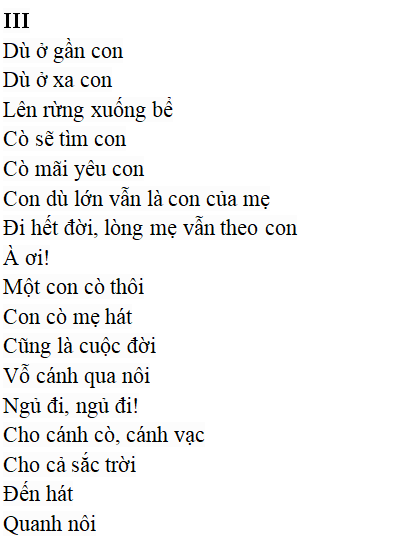 III
Dù ở gần con
Dù ở xa con
Lên rừng xuống bể
Cò sẽ tìm con
Cò mãi yêu con
Con dù lớn vẫn là con của mẹ
Đi hết đời, lòng mẹ vẫn theo con
À ơi!
Một con cò thôi
Con cò mẹ hát
Cũng là cuộc đời
Vỗ cánh qua nôi
Ngủ đi, ngủ đi!
Cho cánh cò, cánh vạc
Cho cả sắc trời
Đến hát
Quanh nôi